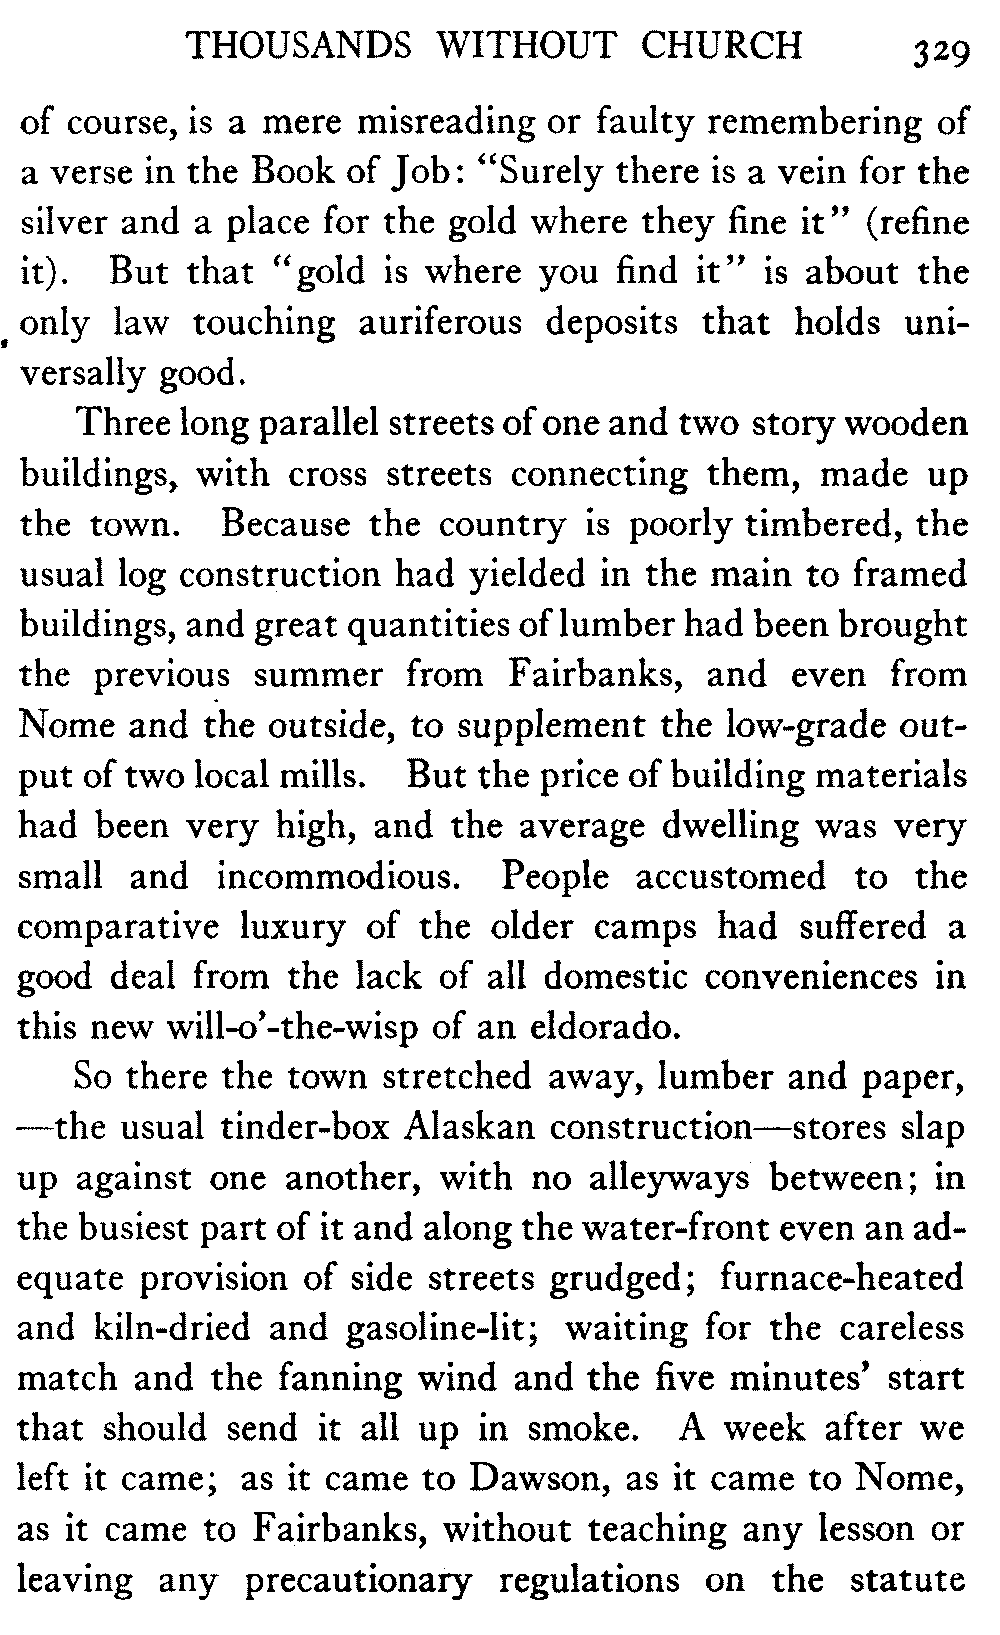 THOUSANDS WITHOUT CHURCH 329
of course, is a mere misreading or faulty remembering of
a verse in the Book of Job: “Surely there is a vein for the
silver and a place for the gold where they fine it” (refine
it). But that “gold is where you find it” is about the
only law touching auriferous deposits that holds uni-
versally good.
Three long parallel streets of one and two story wooden
buildings, with cross streets connecting them, made up
the town. Because the country is poorly timbered, the
usual log construction had yielded in the main to framed
buildings, and great quantities of lumber had been brought
the previous summer from Fairbanks, and even from
Nome and the outside, to supplement the low-grade out-
put of two local mills. But the price of building materials
had been very high, and the average dwelling was very
small and incommodious. People accustomed to the
comparative luxury of the older camps had suffered a
good deal from the lack of all domestic conveniences in
this new will-o’-the-wisp of an eldorado.
So there the town stretched away, lumber and paper,
—the usual tinder-box Alaskan construction—stores slap
up against one another, with no alleyways between; in
the busiest part of it and along the water-front even an ad-
equate provision of side streets grudged; furnace-heated
and kiln-dried and gasoline-lit; waiting for the careless
match and the fanning wind and the five minutes’ start
that should send it all up in smoke. A week after we
left it came; as it came to Dawson, as it came to Nome,
as it came to Fairbanks, without teaching any lesson or
leaving any precautionary regulations on the statute